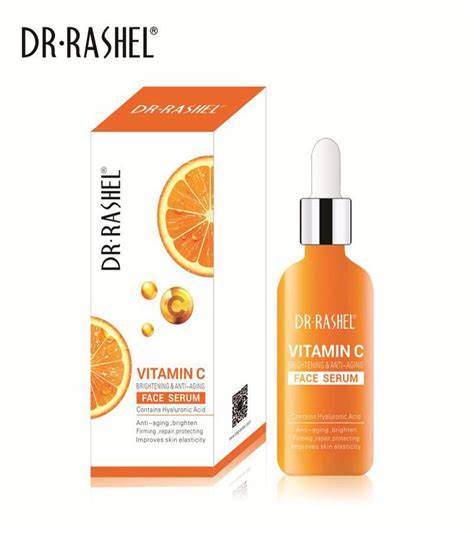 DR·RASHEL®
DR·RASHEL®
DR·RASHEL®
C
VITAMIN C
BRIGHTENING & ANTI-AGING
FACE SERUM
Contains Hyaluronic Acid
Anti-aging ,brighten
Firming ,repair,protecting
Improves skin elasticity
DR·RASHEL®
VITAMIN C
BRIGHTENING & ANTI-AGING
FACE SERUM
Contains Hyaluronic Acid
Anti-aging ,brighten
Firming ,repair,protecting
Improves skin elasticity